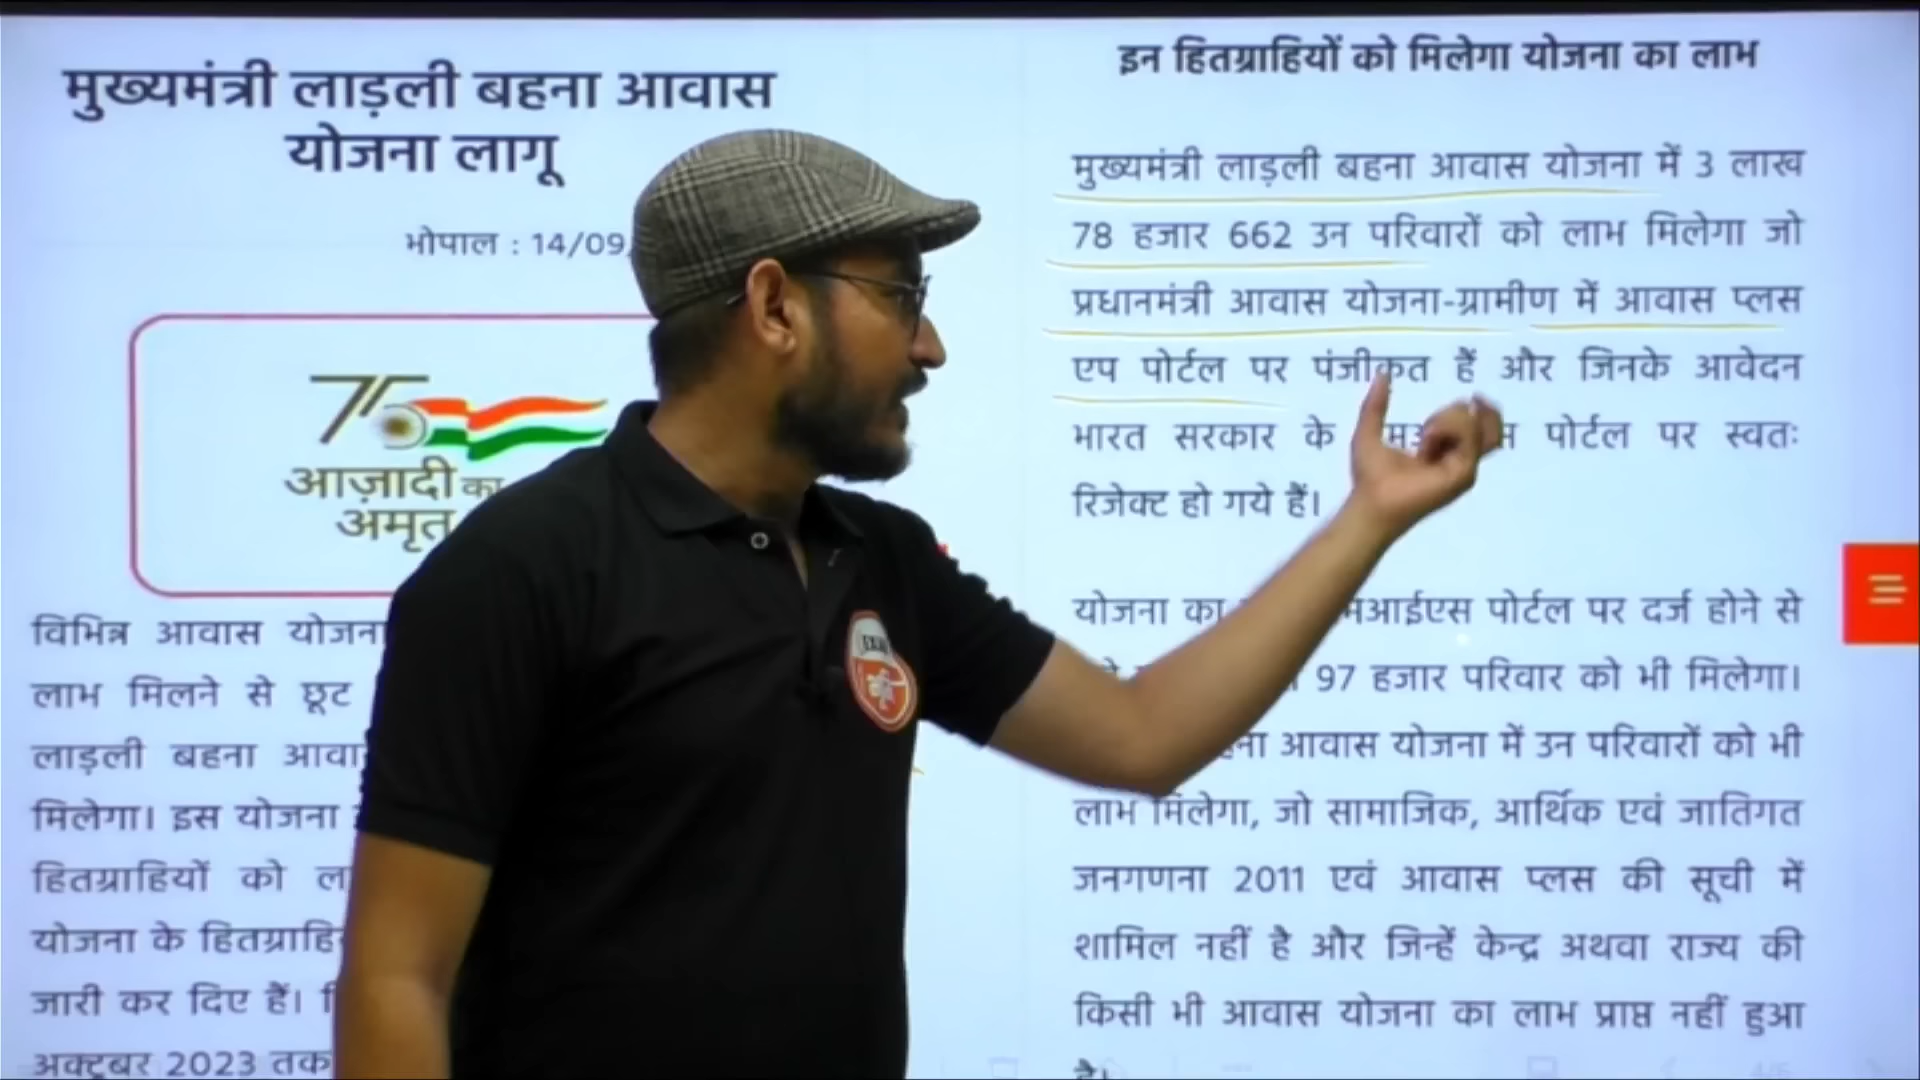 मुख्यमंत्री लाड़ली बहना आवास
योजना लागू
भोपाल : 14/09
आज़ादी का
अमृत
विभिन्न आवास योजना
लाभ मिलने से छूट
लाड़ली बहना
मिलेगा। इस योजना
हितग्राहियों को
योजना के
जारी कर दिए हैं।
अक्टूबर 2023 तक
इन हितग्राहियों को मिलेगा योजना का लाभ
मुख्यमंत्री लाड़ली बहना आवास योजना में 3 लाख
78 हजार 662 उन परिवारों को लाभ मिलेगा जो
प्रधानमंत्री आवास योजना-ग्रामीण में आवास प्लस
एप पोर्टल पर पंजीकृत हैं और जिनके आवेदन
भारत सरकार के पोर्टल पर स्वतः
रिजेक्ट हो गये हैं।
योजना का पोर्टल पर दर्ज होने से
97 हजार परिवार को भी मिलेगा।
आवास योजना में उन परिवारों को भी
लाभ मिलेगा, जो सामाजिक, आर्थिक एवं जातिगत
जनगणना 2011 एवं आवास प्लस की सूची में
शामिल नहीं है और जिन्हें केन्द्र अथवा राज्य की
किसी भी आवास योजना का लाभ प्राप्त नहीं हुआ
है।